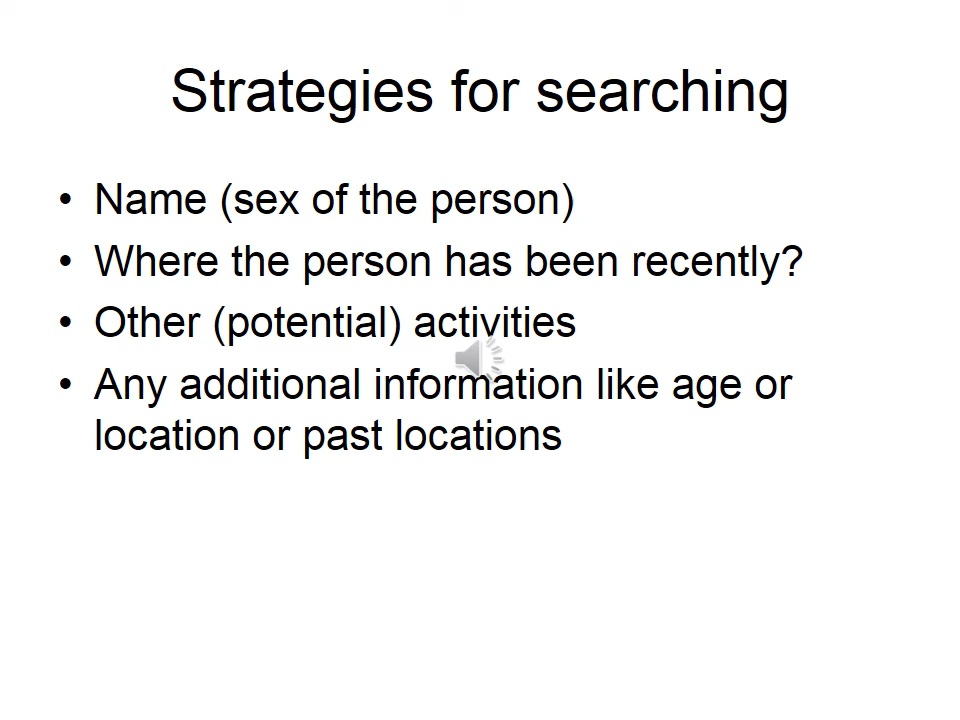 Strategies for searching
• Name (sex of the person)
• Where the person has been recently?
• Other (potential) activities
• Any additional information like age or
location or past locations